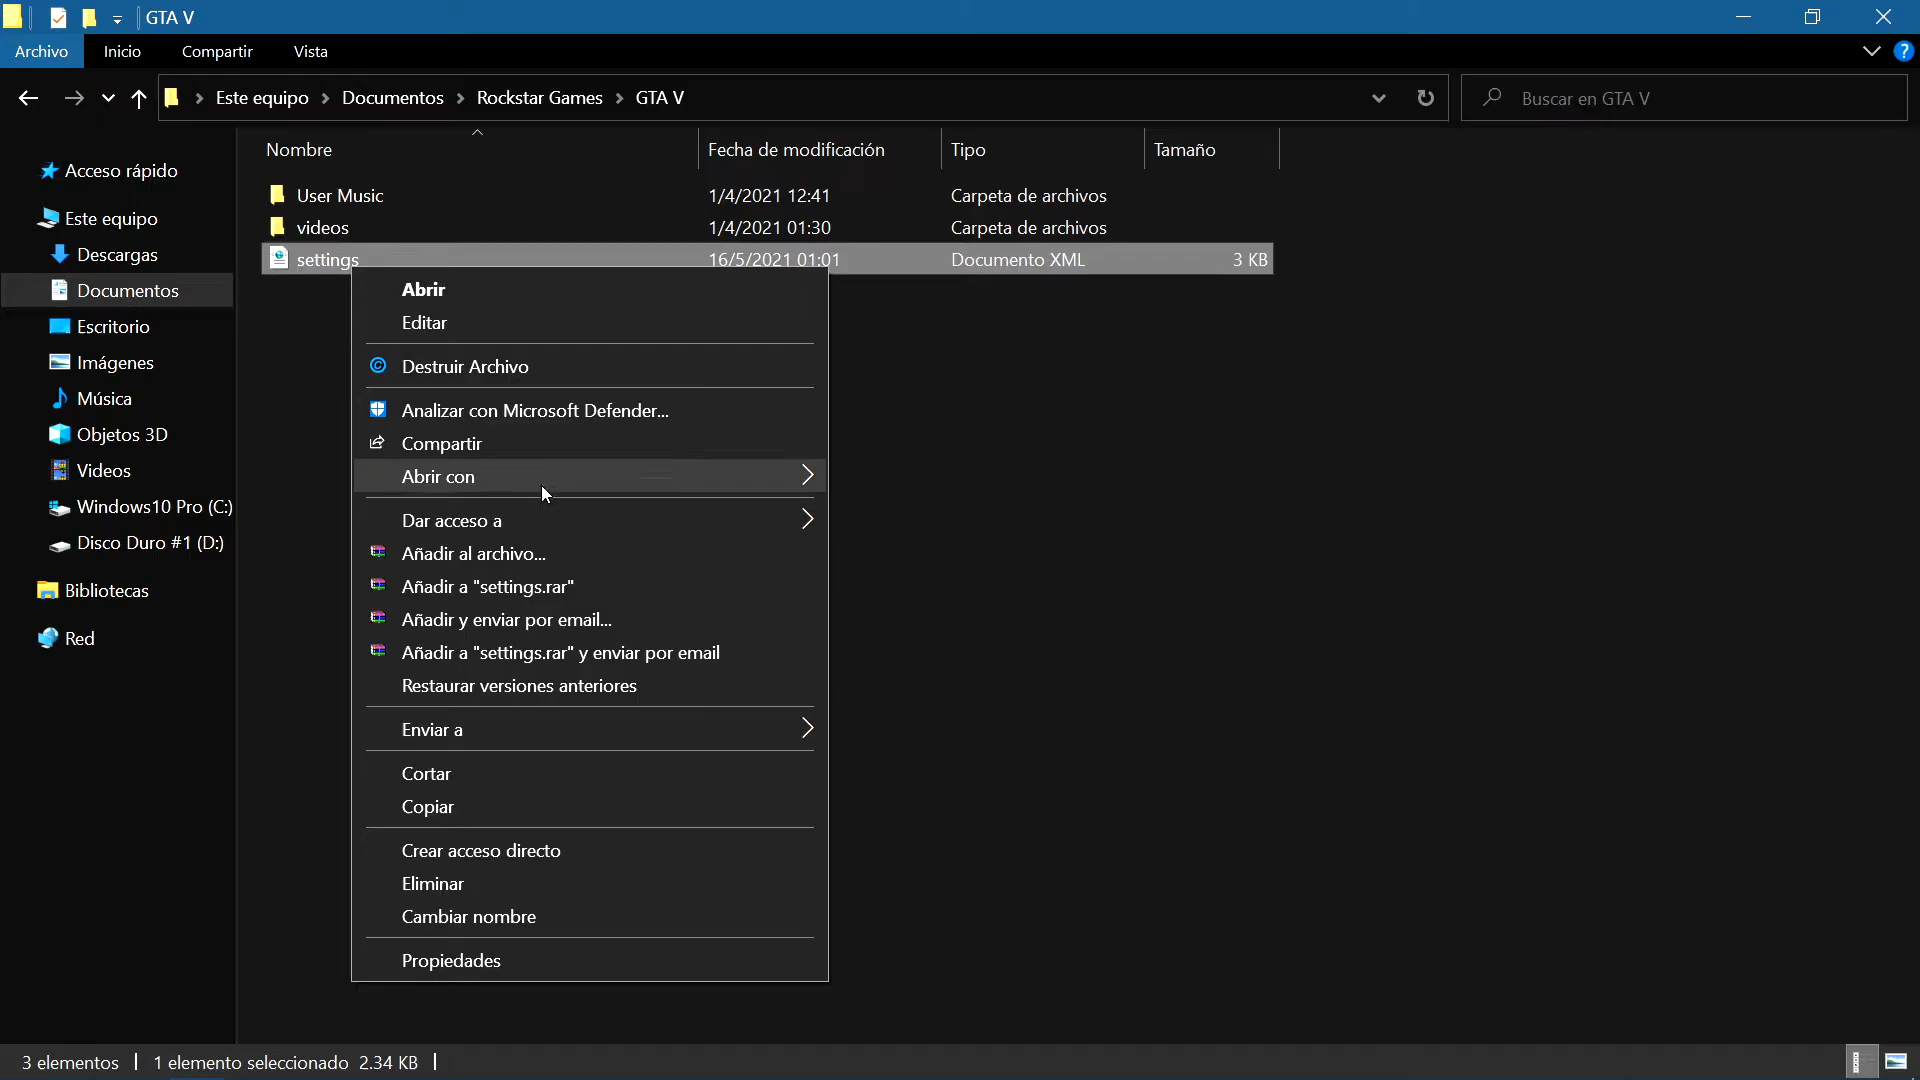 GTA V
Archivo Inicio Compartir Vista
Este equipo Documentos Rockstar Games GTA V
Buscar en GTA V
Nombre Fecha de modificación Tipo Tamaño
Acceso rápido
Este equipo
Descargas
Documentos
Escritorio
Imágenes
Música
Objetos 3D
Videos
Windows10 Pro (C:)
Disco Duro #1 (D:)
Bibliotecas
Red
User Music 1/4/2021 12:41 Carpeta de archivos
videos 1/4/2021 01:30 Carpeta de archivos
settings 16/5/2021 01:01 Documento XML 3 KB
Abrir
Editar
Destruir Archivo
Analizar con Microsoft Defender...
Compartir
Abrir con
Dar acceso a
Añadir al archivo...
Añadir a "settings.rar"
Añadir y enviar por email...
Añadir a "settings.rar" y enviar por email
Restaurar versiones anteriores
Enviar a
Cortar
Copiar
Crear acceso directo
Eliminar
Cambiar nombre
Propiedades
3 elementos 1 elemento seleccionado 2.34 KB